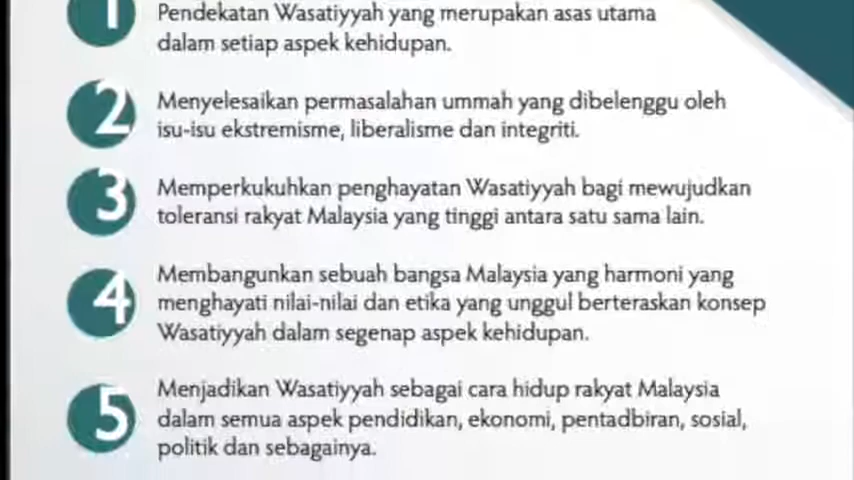 1
Pendekatan Wasatiyyah yang merupakan asas utama
dalam setiap aspek kehidupan.
2
Menyelesaikan permasalahan ummah yang dibelenggu oleh
isu-isu ekstremisme, liberalisme dan integriti.
3
Memperkukuhkan penghayatan Wasatiyyah bagi mewujudkan
toleransi rakyat Malaysia yang tinggi antara satu sama lain.
4
Membangunkan sebuah bangsa Malaysia yang harmoni yang
menghayati nilai-nilai dan etika yang unggul berteraskan konsep
Wasatiyyah dalam segenap aspek kehidupan.
5
Menjadikan Wasatiyyah sebagai cara hidup rakyat Malaysia
dalam semua aspek pendidikan, ekonomi, pentadbiran, sosial,
politik dan sebagainya.